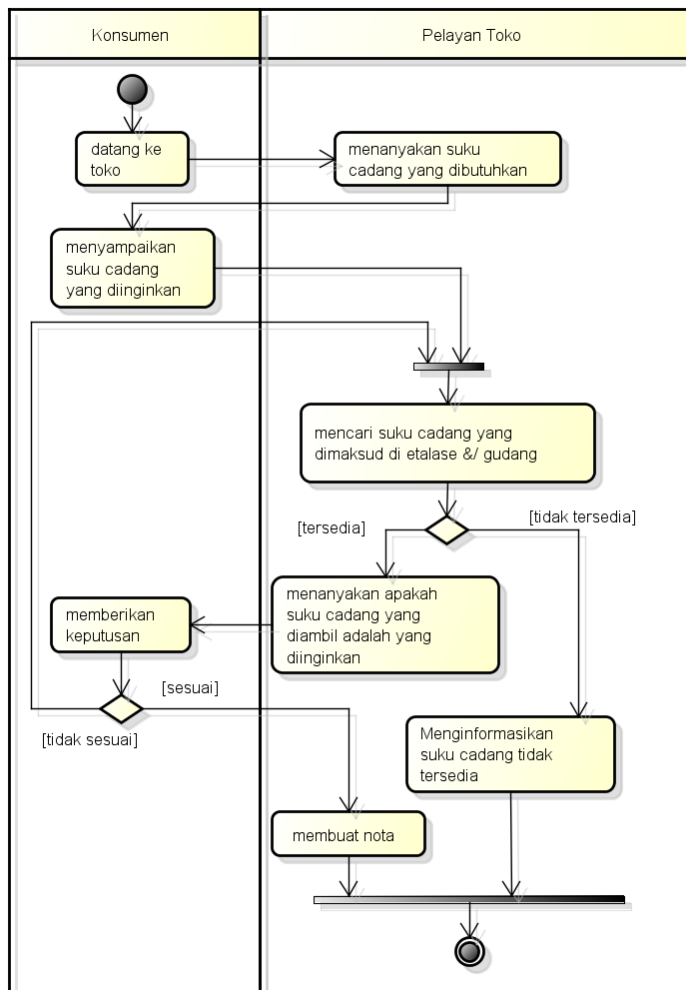 Konsumen
Pelayan Toko
datang ke
toko
menanyakan suku
cadang yang dibutuhkan
menyampaikan
suku cadang
yang diinginkan
mencari suku cadang yang
dimaksud di etalase &/ gudang
[tersedia]
[tidak tersedia]
menanyakan apakah
suku cadang yang
diambil adalah yang
diinginkan
memberikan
keputusan
[sesuai]
[tidak sesuai]
Menginformasikan
suku cadang tidak
tersedia
membuat nota